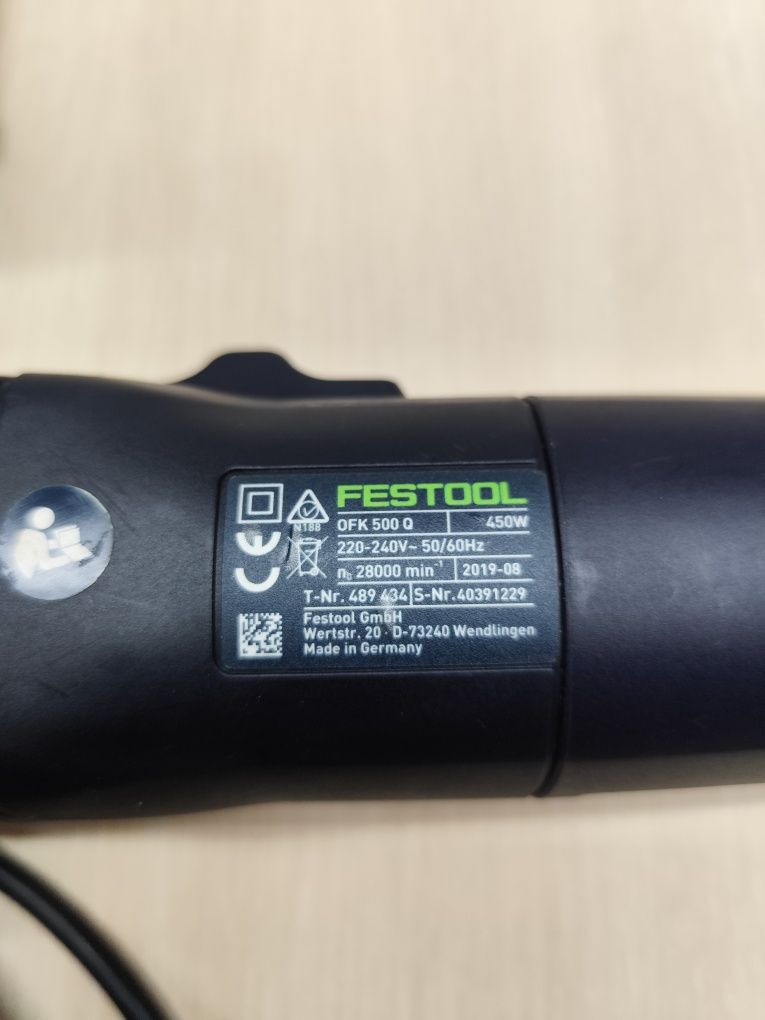 FESTOOL
N188
OFK 500 Q 450W
220-240V~ 50/60Hz
n₀ 28000 min⁻¹ 2019-08
T-Nr. 489 434 S-Nr. 40391229
Festool GmbH
Wertstr. 20 · D-73240 Wendlingen
Made in Germany